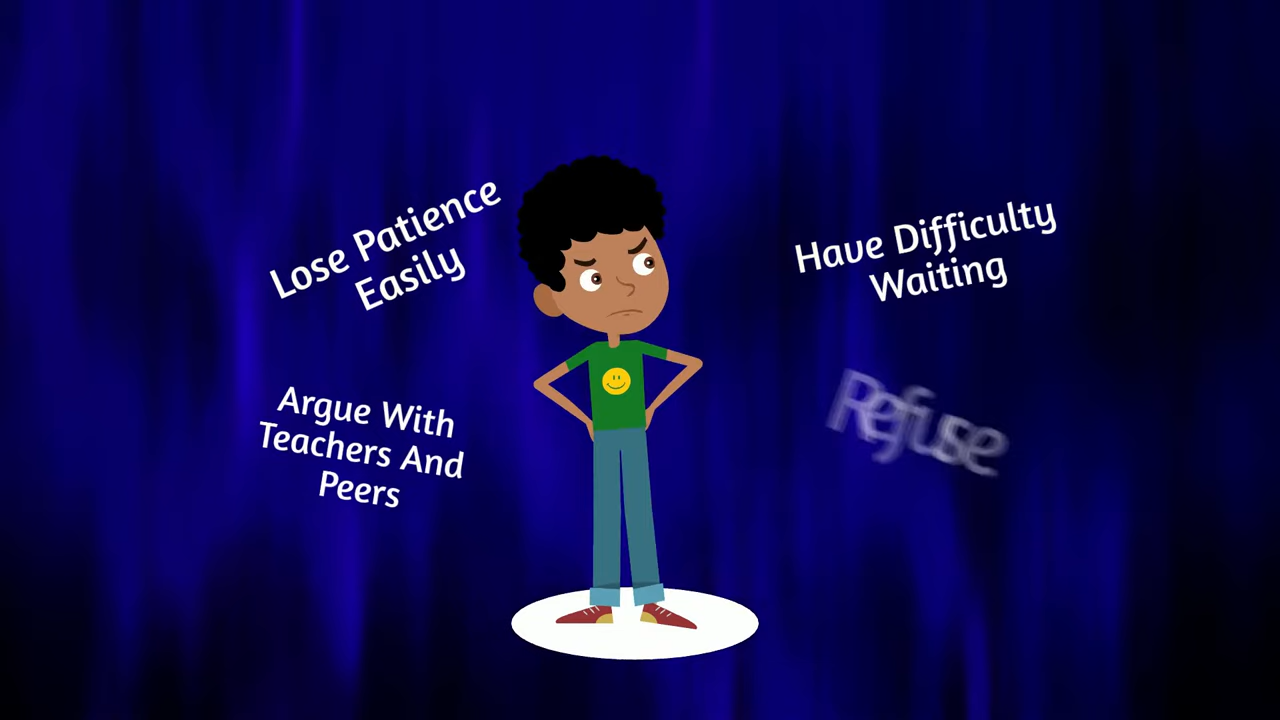 Lose Patience
Easily
Have Difficulty
Waiting
Argue With
Teachers And
Peers
Refuse